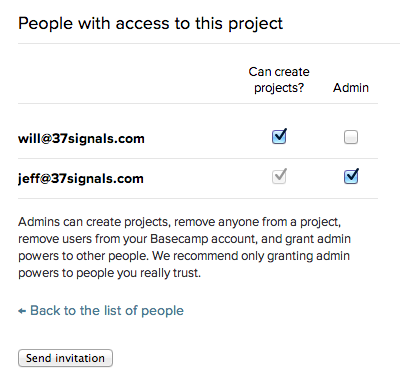 People with access to this project
Can create
projects?
Admin
will@37signals.com
jeff@37signals.com
Admins can create projects, remove anyone from a project,
remove users from your Basecamp account, and grant admin
powers to other people. We recommend only granting admin
powers to people you really trust.
← Back to the list of people
Send invitation